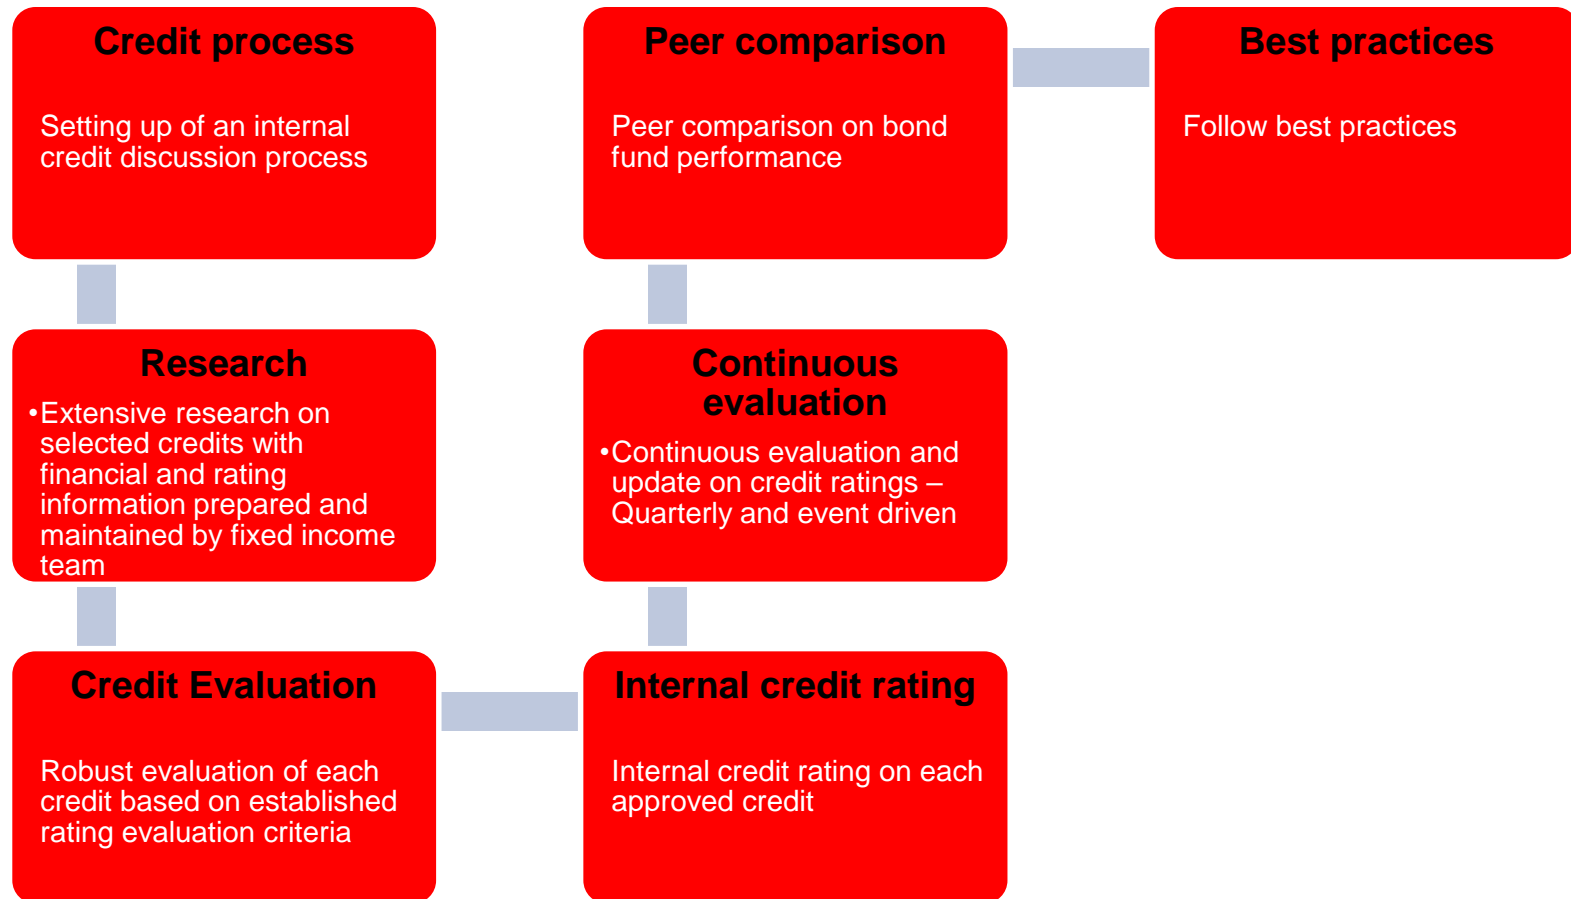 Credit process
Setting up of an internal
credit discussion process
Research
•Extensive research on
selected credits with
financial and rating
information prepared and
maintained by fixed income
team
Credit Evaluation
Robust evaluation of each
credit based on established
rating evaluation criteria
Internal credit rating
Internal credit rating on each
approved credit
Continuous
evaluation
•Continuous evaluation and
update on credit ratings –
Quarterly and event driven
Peer comparison
Peer comparison on bond
fund performance
Best practices
Follow best practices